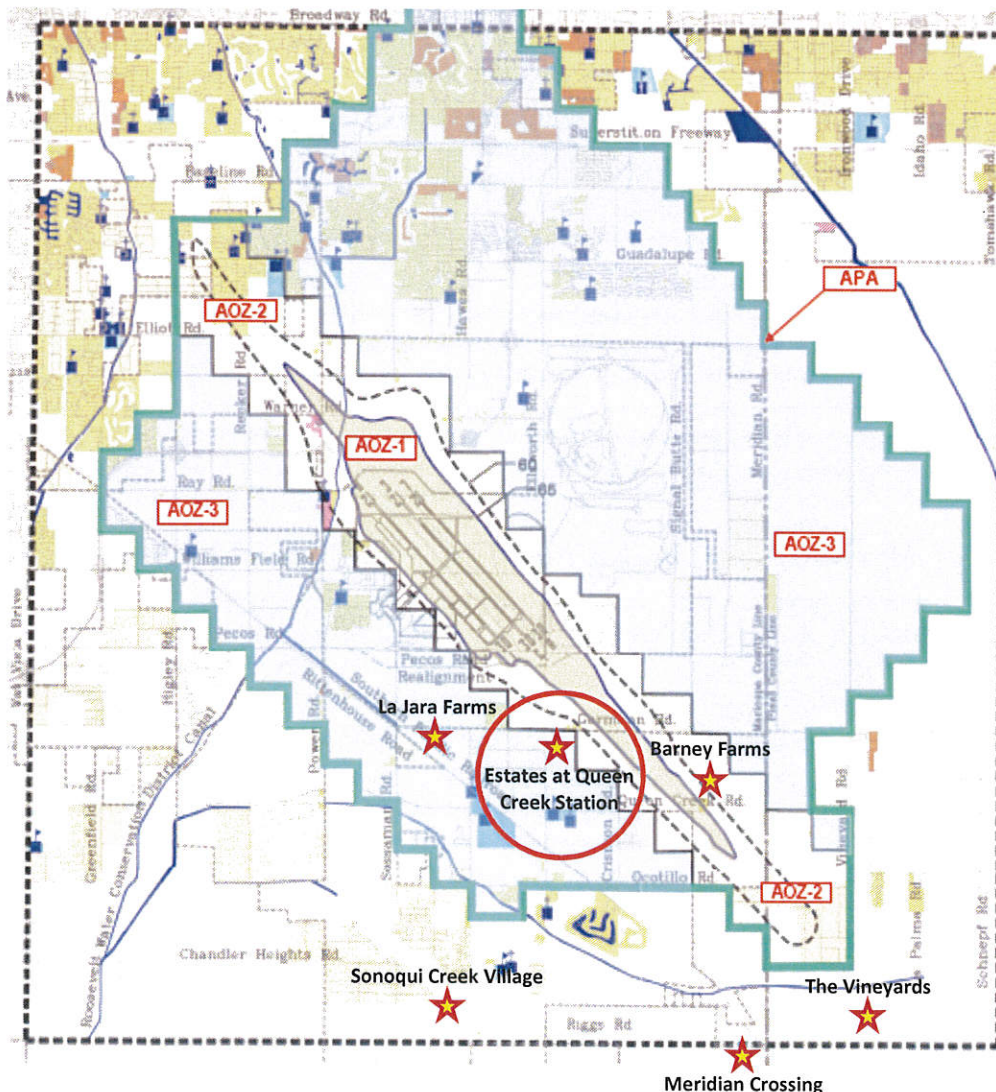 Broadway Rd.
Ave.
Superstition Freeway
Ironwood Drive
Idaho Rd.
Tomahawk Rd.
Baseline Rd.
Guadalupe Rd.
APA
Hawes Rd.
AOZ-2
Elliot Rd.
Recker Rd.
Warner Rd.
AOZ-1
Ellsworth Rd.
Signal Butte Rd.
Meridian Rd.
60
65
Ray Rd.
AOZ-3
AOZ-3
Williams Field Rd.
Val Vista Drive
Higley Rd.
Pecos Rd.
Pecos Road
Realignment
Maricopa County Line
Pinal County Line
Rittenhouse Road
Southern Pacific
La Jara Farms
Germann Rd.
Barney Farms
Power Rd.
Estates at Queen
Creek Station
Queen Creek Rd.
Greenfield Rd.
Roosevelt Water Conservation District Canal
Sossaman Rd.
Crismon Rd.
Vineyard Rd.
Ocotillo Rd.
AOZ-2
Palma Rd
Schnepf Rd
Chandler Heights Rd.
Sonoqui Creek Village
The Vineyards
Riggs Rd
Meridian Crossing